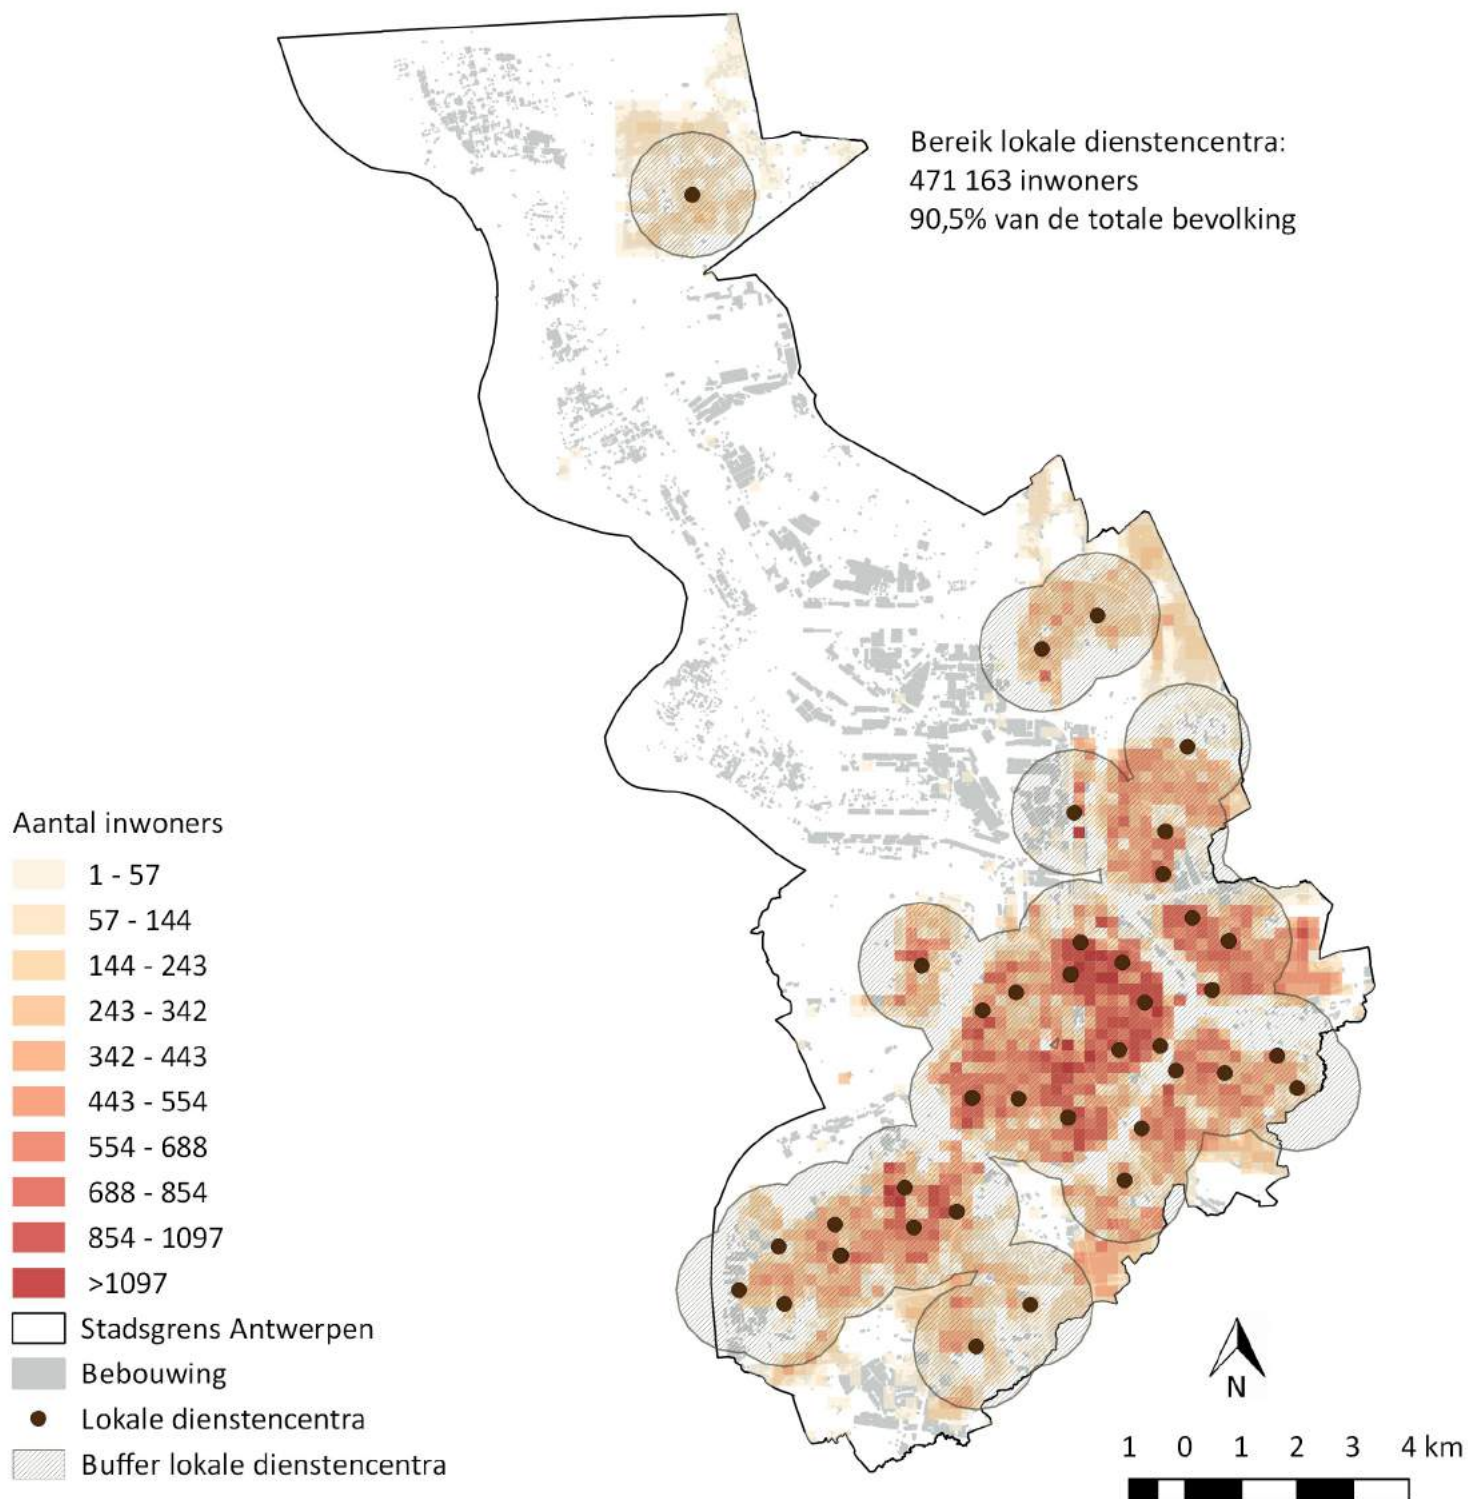 Bereik lokale dienstencentra:
471 163 inwoners
90,5% van de totale bevolking
Aantal inwoners
1 - 57
57 - 144
144 - 243
243 - 342
342 - 443
443 - 554
554 - 688
688 - 854
854 - 1097
>1097
Stadsgrens Antwerpen
Bebouwing
Lokale dienstencentra
Buffer lokale dienstencentra
N
1 0 1 2 3 4 km